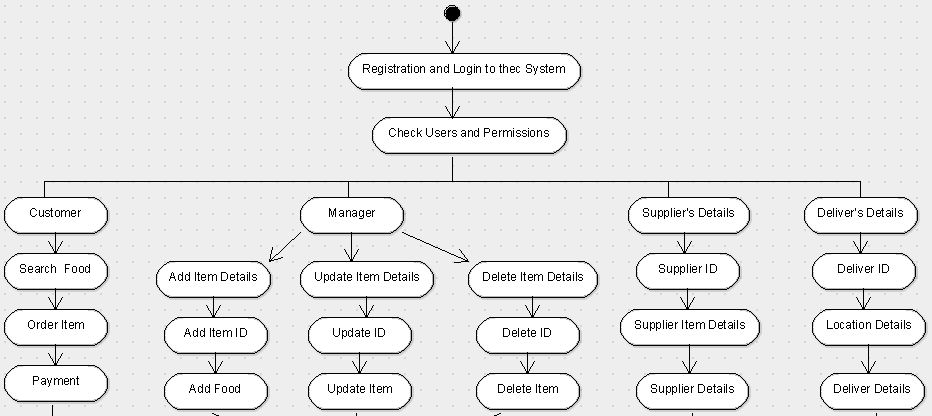 Registration and Login to thec System
Check Users and Permissions
Customer
Manager
Supplier's Details
Deliver's Details
Search Food
Add Item Details
Update Item Details
Delete Item Details
Supplier ID
Deliver ID
Order Item
Add Item ID
Update ID
Delete ID
Supplier Item Details
Location Details
Payment
Add Food
Update Item
Delete Item
Supplier Details
Deliver Details